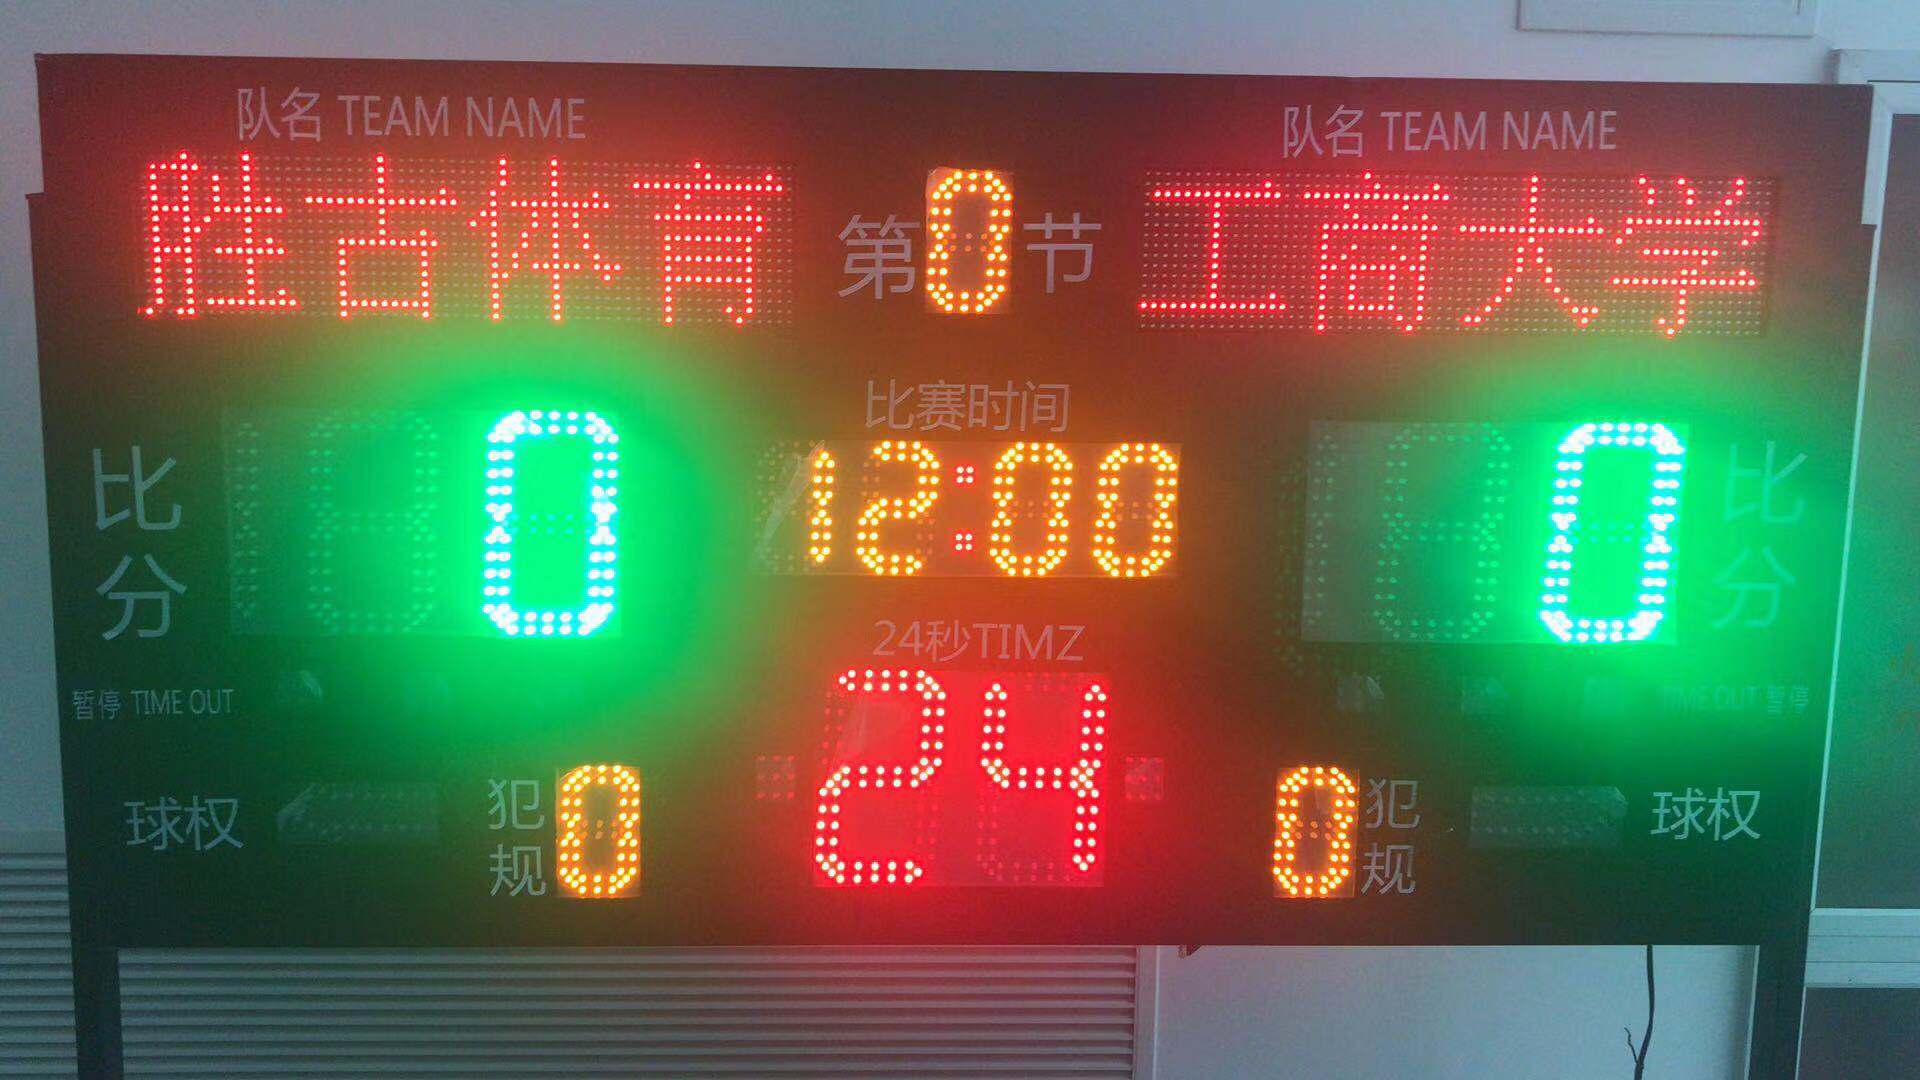 队名 TEAM NAME
队名 TEAM NAME
胜古体育
第0节
工商大学
比赛时间
比分
0
12:00
0
比分
24秒TIMZ
暂停 TIME OUT
TIME OUT 暂停
24
球权
犯规
0
0
犯规
球权